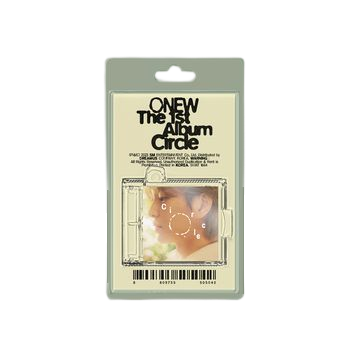 ONEW
The 1st
Album
Circle
SM ENTERTAINMENT Co., Ltd. Distributed by
DREAMUS COMPANY, KOREA. WARNING
All Rights Reserved. Unauthorized Duplication & Rent is
Prohibited. Printed in KOREA.
Circle
8 809755 505042